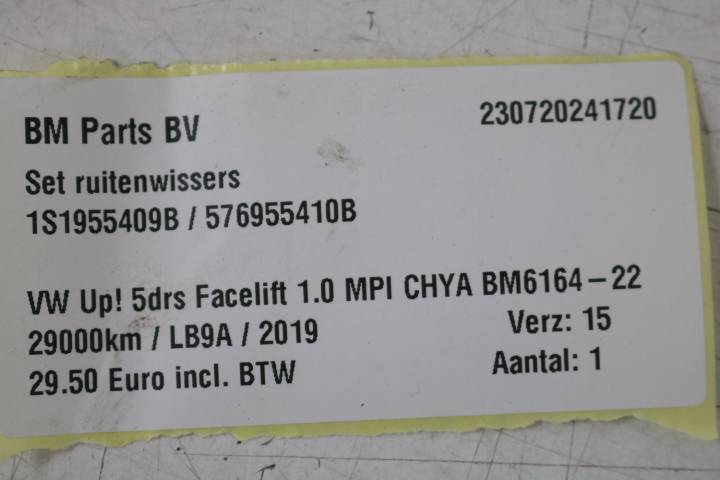 BM Parts BV 230720241720
Set ruitenwissers
1S1955409B / 576955410B
VW Up! 5drs Facelift 1.0 MPI CHYA BM6164-22
29000km / LB9A / 2019 Verz: 15
29.50 Euro incl. BTW Aantal: 1